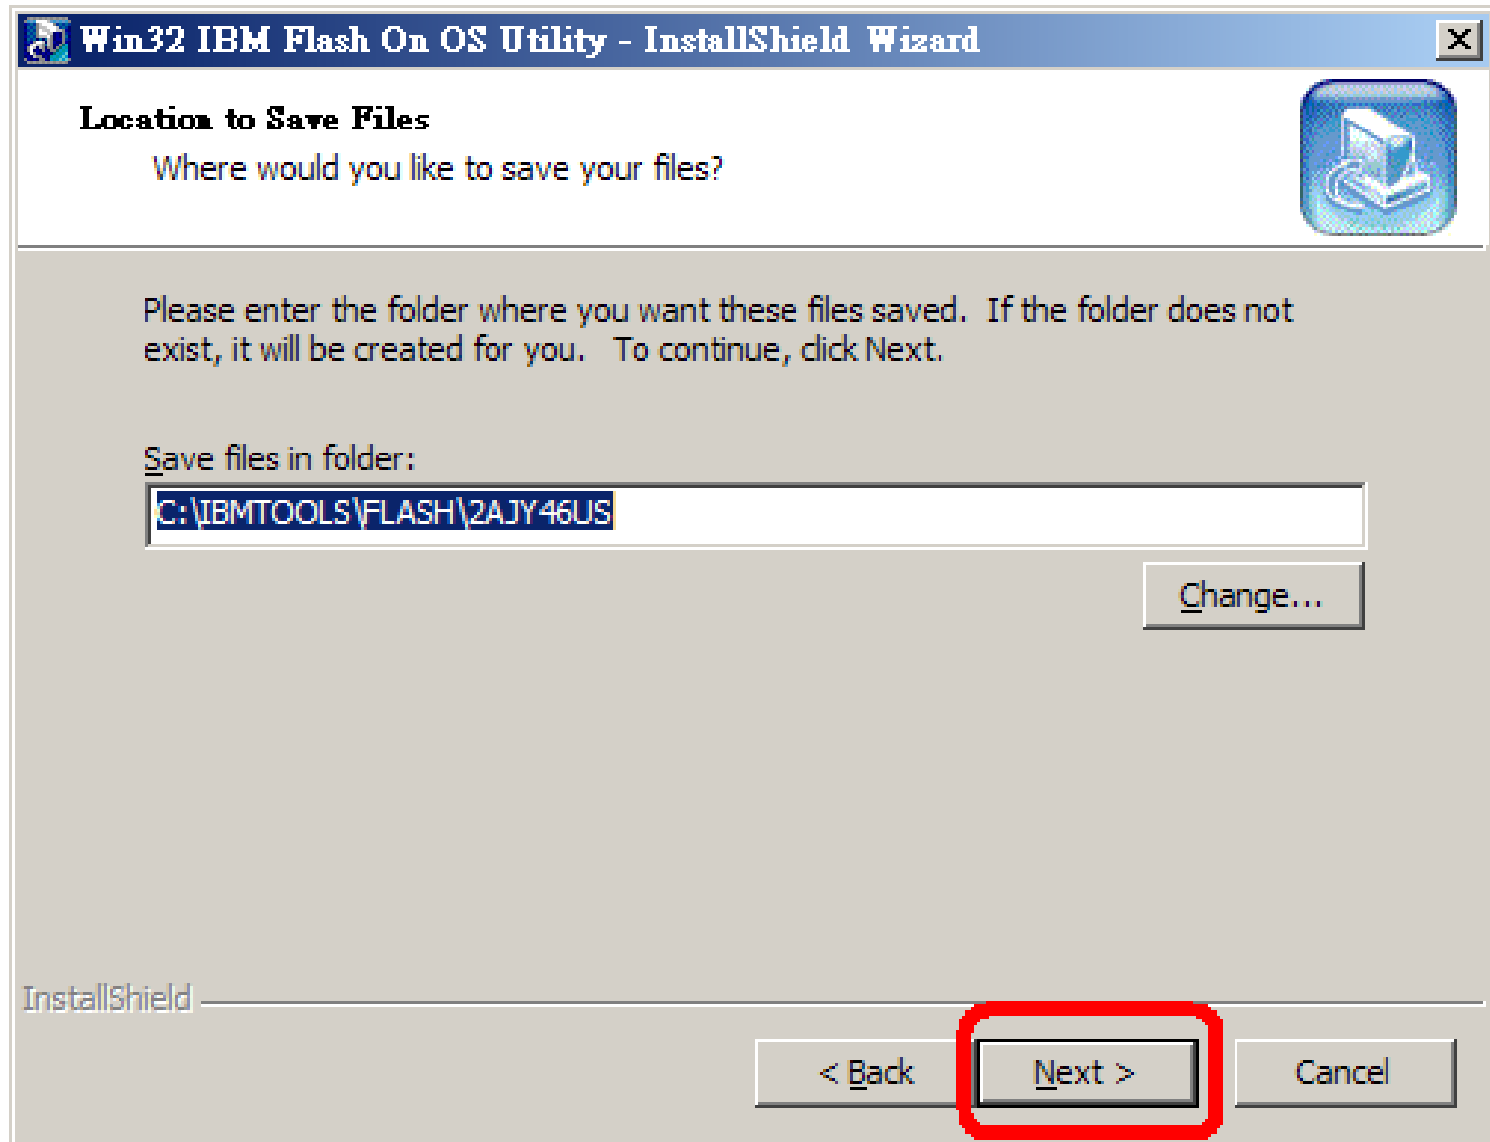 Win32 IBM Flash On OS Utility - InstallShield Wizard
Location to Save Files
Where would you like to save your files?
Please enter the folder where you want these files saved.  If the folder does not
exist, it will be created for you.   To continue, click Next.
Save files in folder:
C:\IBMTOOLS\FLASH\2AJY46US
Change...
InstallShield
< Back
Next >
Cancel